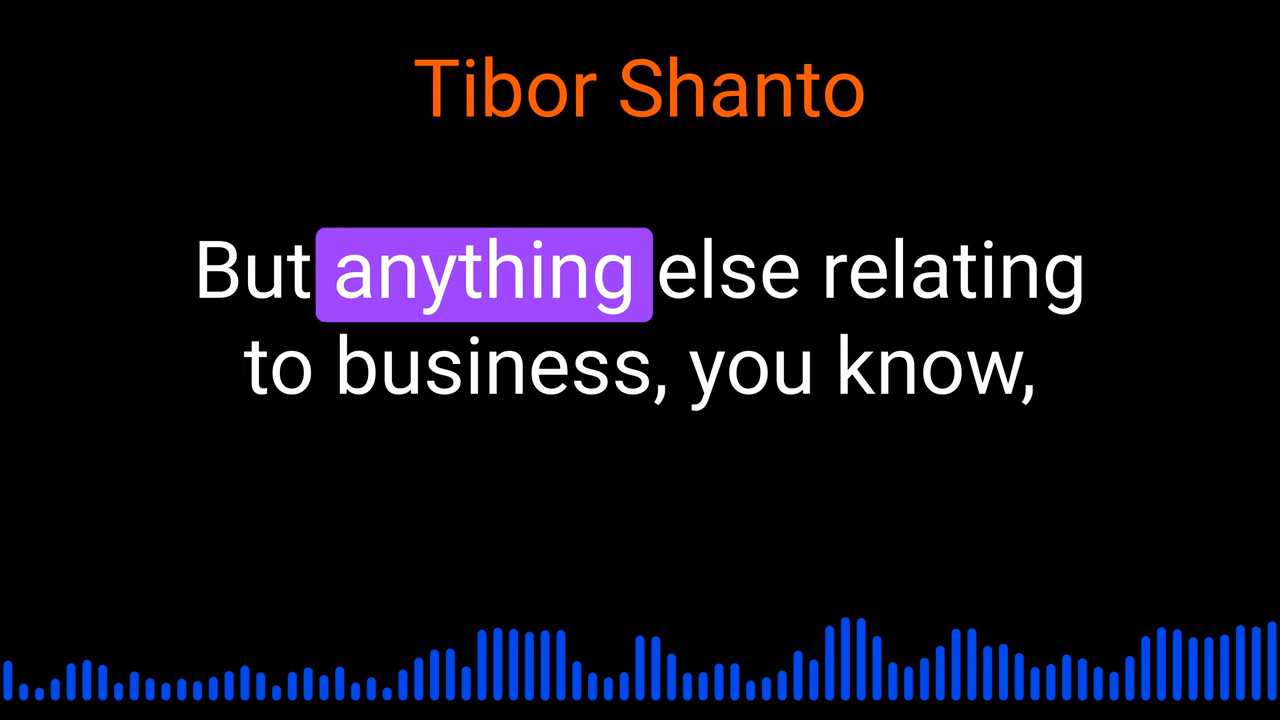 Tibor Shanto
But anything else relating
to business, you know,